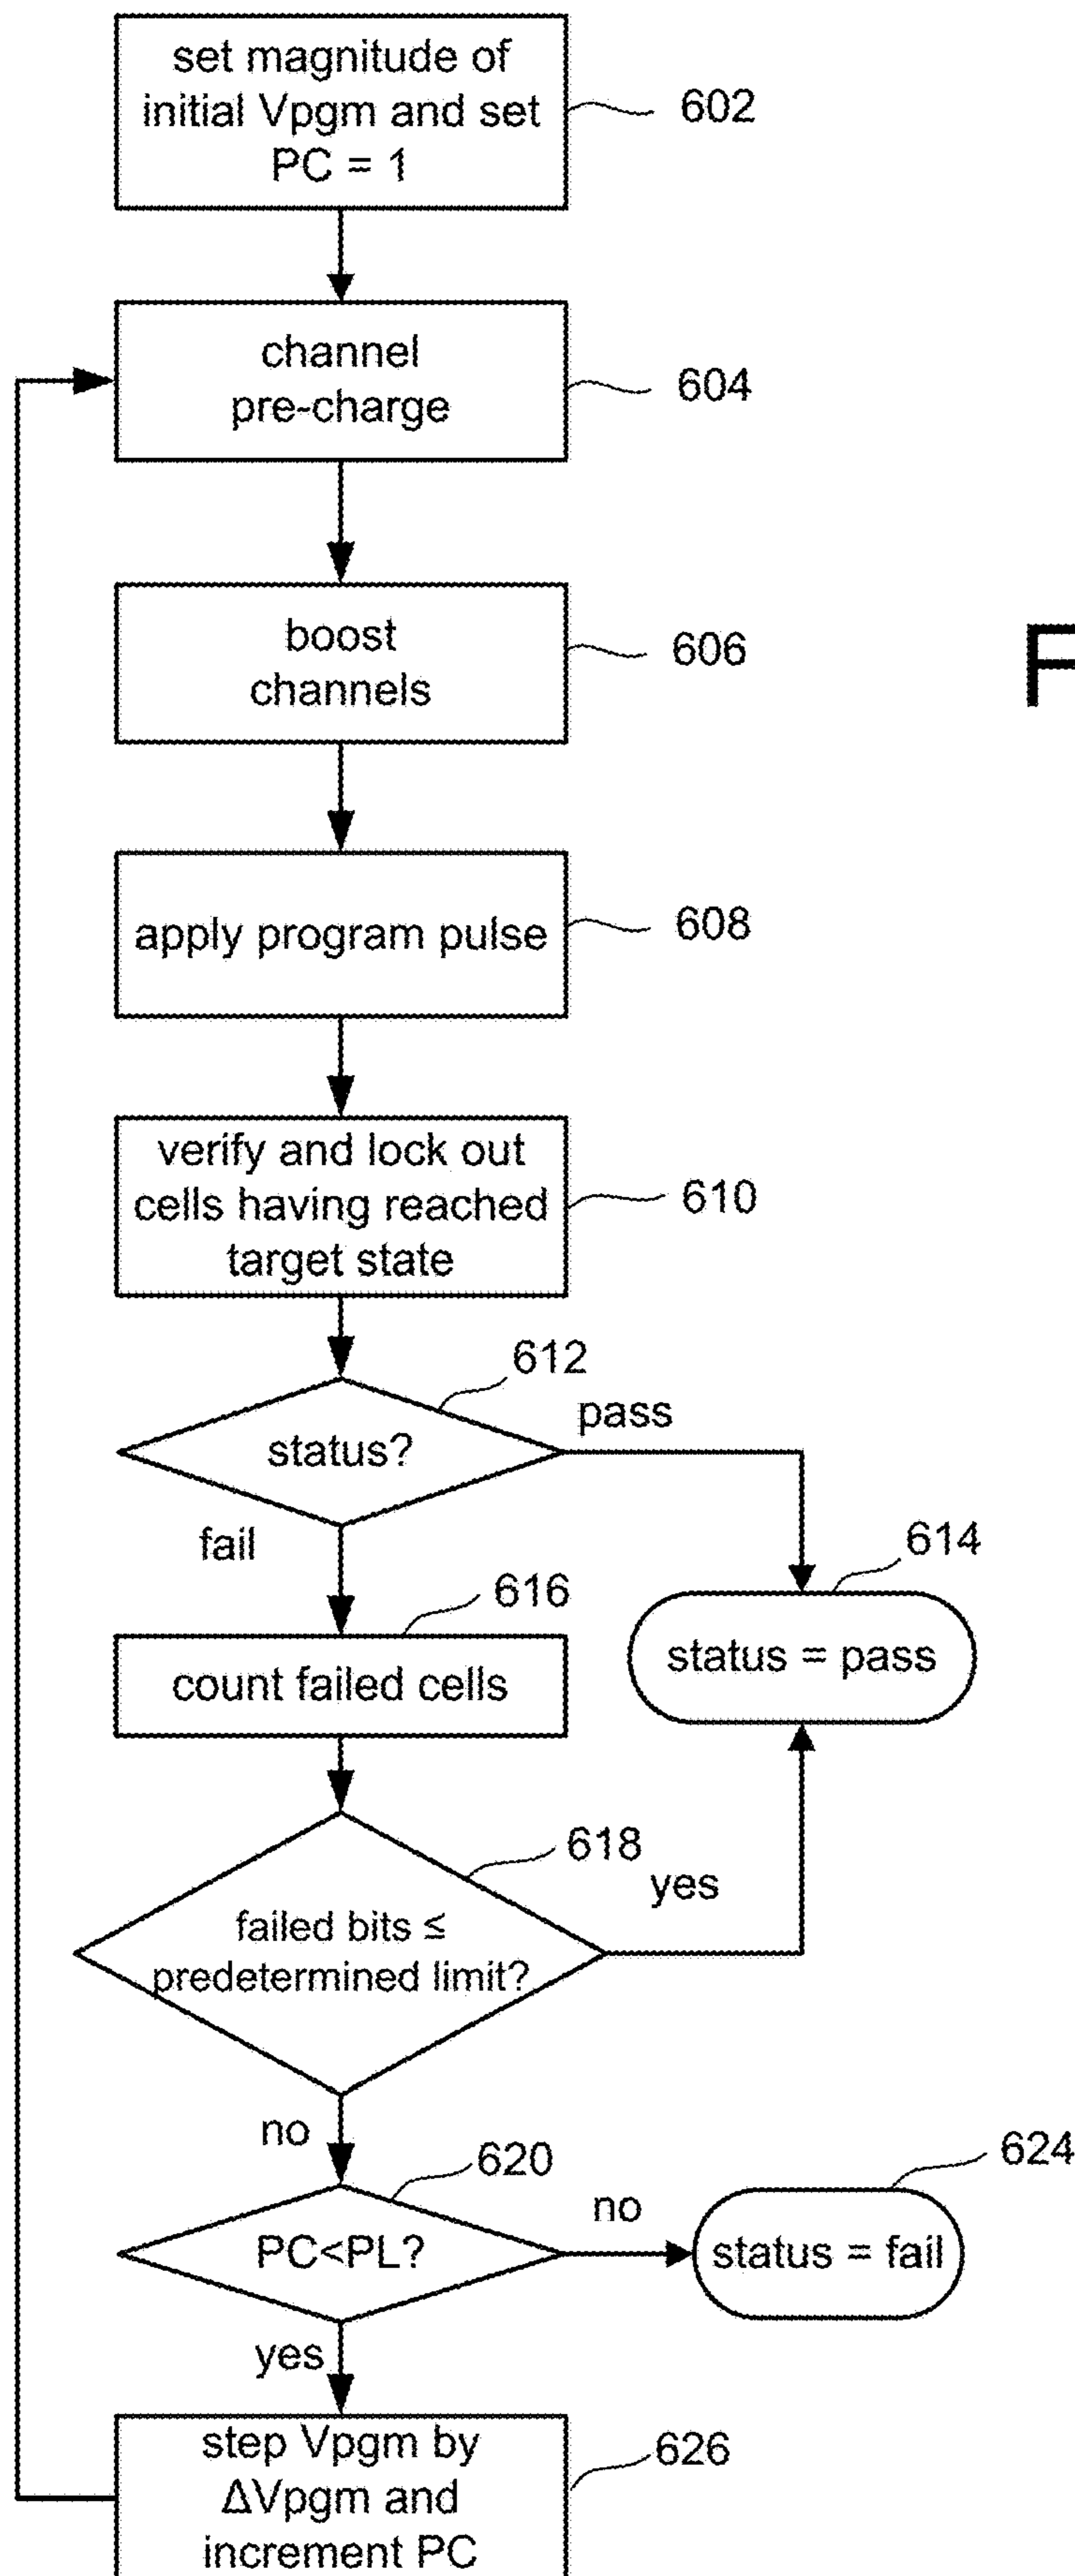 set magnitude of
initial Vpgm and set
PC = 1
602
channel
pre-charge
604
boost
channels
606
F
apply program pulse
608
verify and lock out
cells having reached
target state
610
612
status?
pass
fail
614
status = pass
616
count failed cells
618
yes
failed bits ≤
predetermined limit?
no
620
624
PC<PL?
no
status = fail
yes
step Vpgm by
ΔVpgm and
increment PC
626